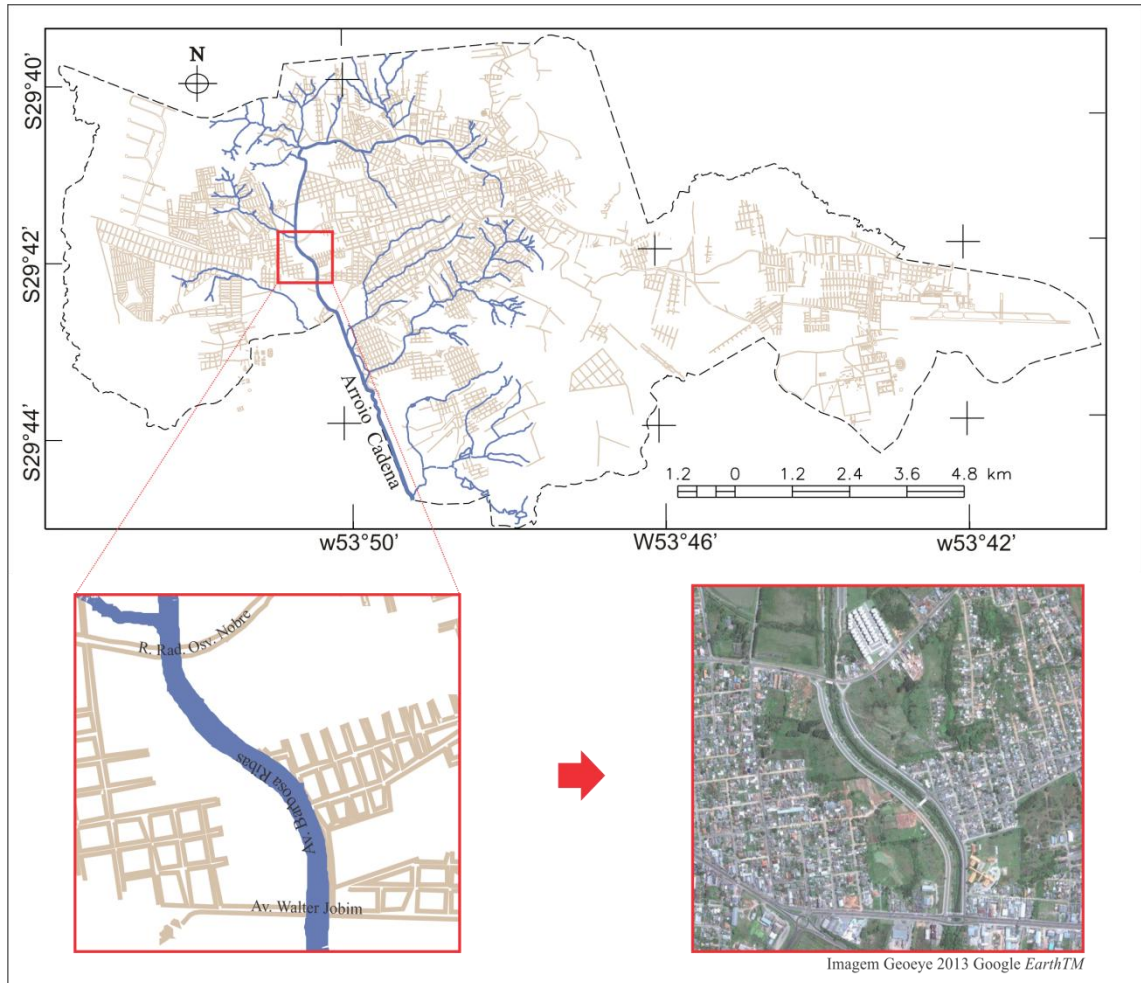 N
S29°40'
S29°42'
S29°44'
Arroio Cadena
1.2 0 1.2 2.4 3.6 4.8 km
w53°50' W53°46' w53°42'
R. Rad. Osv. Nobre
Av. Barbosa Ribas
Av. Walter Jobim
Imagem Geoeye 2013 Google EarthTM